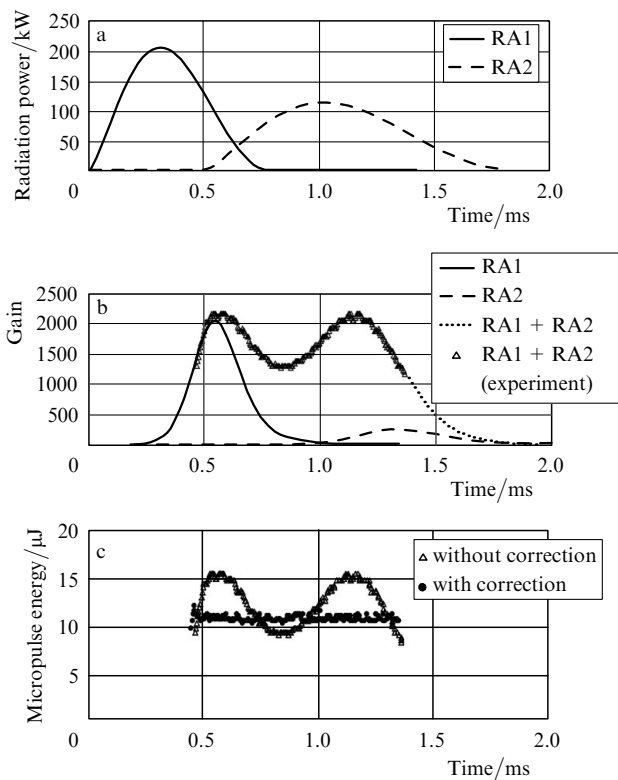 a
Radiation power/kW
250
200
150
100
50
0
0.5
1.0
1.5
2.0
Time/ms
RA1
RA2
b
Gain
2500
2000
1500
1000
500
0
0.5
1.0
1.5
2.0
Time/ms
RA1
RA2
RA1 + RA2
RA1 + RA2
(experiment)
c
Micropulse energy/μJ
20
15
10
5
0
0.5
1.0
1.5
2.0
Time/ms
without correction
with correction